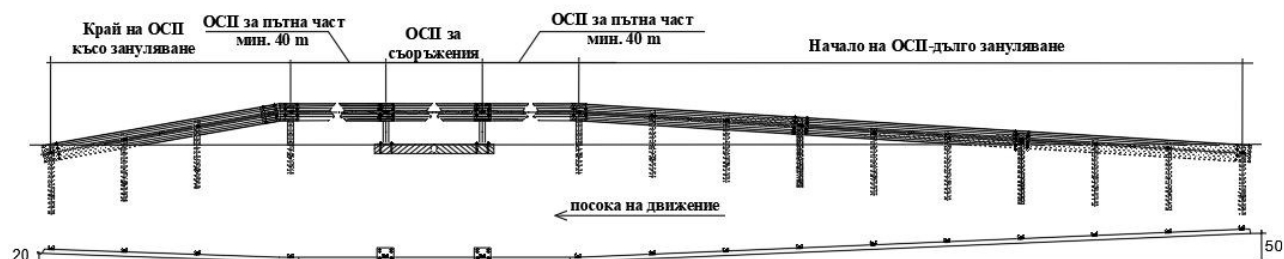 Край на ОСП
късо зануляване
ОСП за пътна част
мин. 40 m
ОСП за
съоръжения
ОСП за пътна част
мин. 40 m
Начало на ОСП-дълго зануляване
посока на движение
20
50